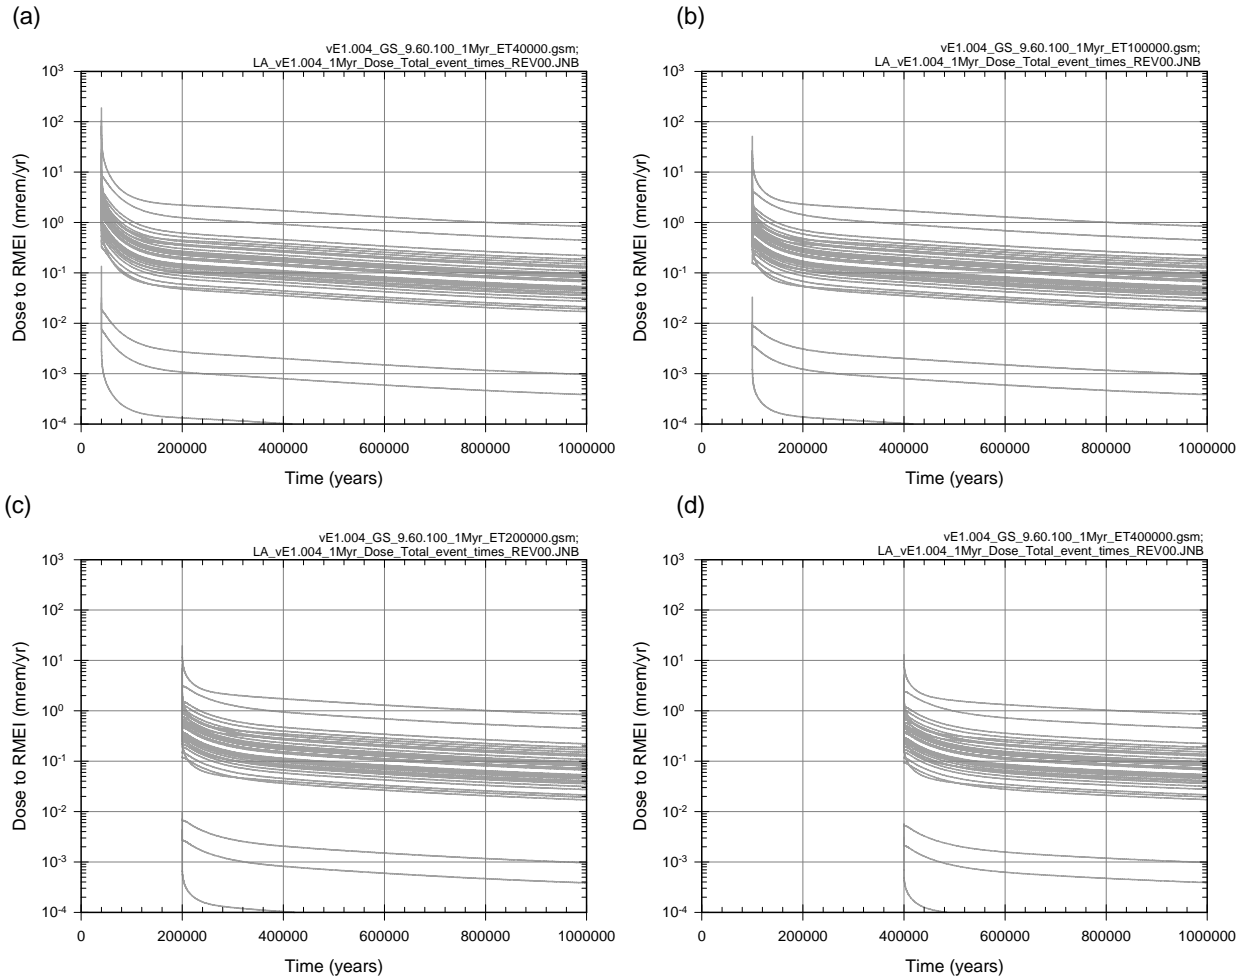 (a)
vE1.004_GS_9.60.100_1Myr_ET40000.gsm;
LA_vE1.004_1Myr_Dose_Total_event_times_REV00.JNB
10³
10²
10¹
10⁰
10⁻¹
10⁻²
10⁻³
10⁻⁴
Dose to RMEI (mrem/yr)
0 200000 400000 600000 800000 1000000
Time (years)
(b)
vE1.004_GS_9.60.100_1Myr_ET100000.gsm;
LA_vE1.004_1Myr_Dose_Total_event_times_REV00.JNB
10³
10²
10¹
10⁰
10⁻¹
10⁻²
10⁻³
10⁻⁴
Dose to RMEI (mrem/yr)
0 200000 400000 600000 800000 1000000
Time (years)
(c)
vE1.004_GS_9.60.100_1Myr_ET200000.gsm;
LA_vE1.004_1Myr_Dose_Total_event_times_REV00.JNB
10³
10²
10¹
10⁰
10⁻¹
10⁻²
10⁻³
10⁻⁴
Dose to RMEI (mrem/yr)
0 200000 400000 600000 800000 1000000
Time (years)
(d)
vE1.004_GS_9.60.100_1Myr_ET400000.gsm;
LA_vE1.004_1Myr_Dose_Total_event_times_REV00.JNB
10³
10²
10¹
10⁰
10⁻¹
10⁻²
10⁻³
10⁻⁴
Dose to RMEI (mrem/yr)
0 200000 400000 600000 800000 1000000
Time (years)